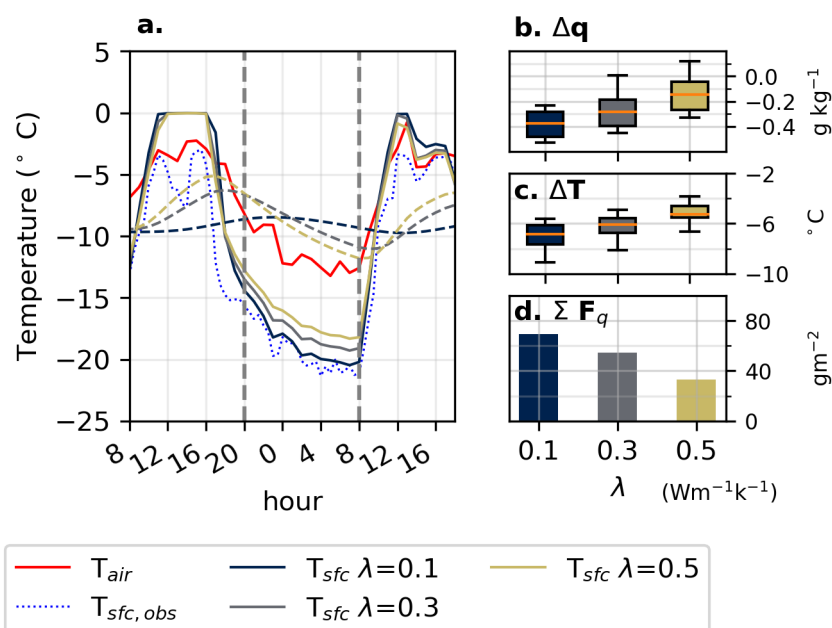 a.
5
0
−5
−10
−15
−20
−25
Temperature (° C)
8 12 16 20 0 4 8 12 16
hour
b. Δq
0.0
−0.2
−0.4
g kg⁻¹
c. ΔT
−2
−6
−10
°C
d. Σ F_q
80
40
0
gm⁻²
0.1 0.3 0.5
λ (Wm⁻¹k⁻¹)
T_air T_sfc λ=0.1 T_sfc λ=0.5
T_sfc, obs T_sfc λ=0.3